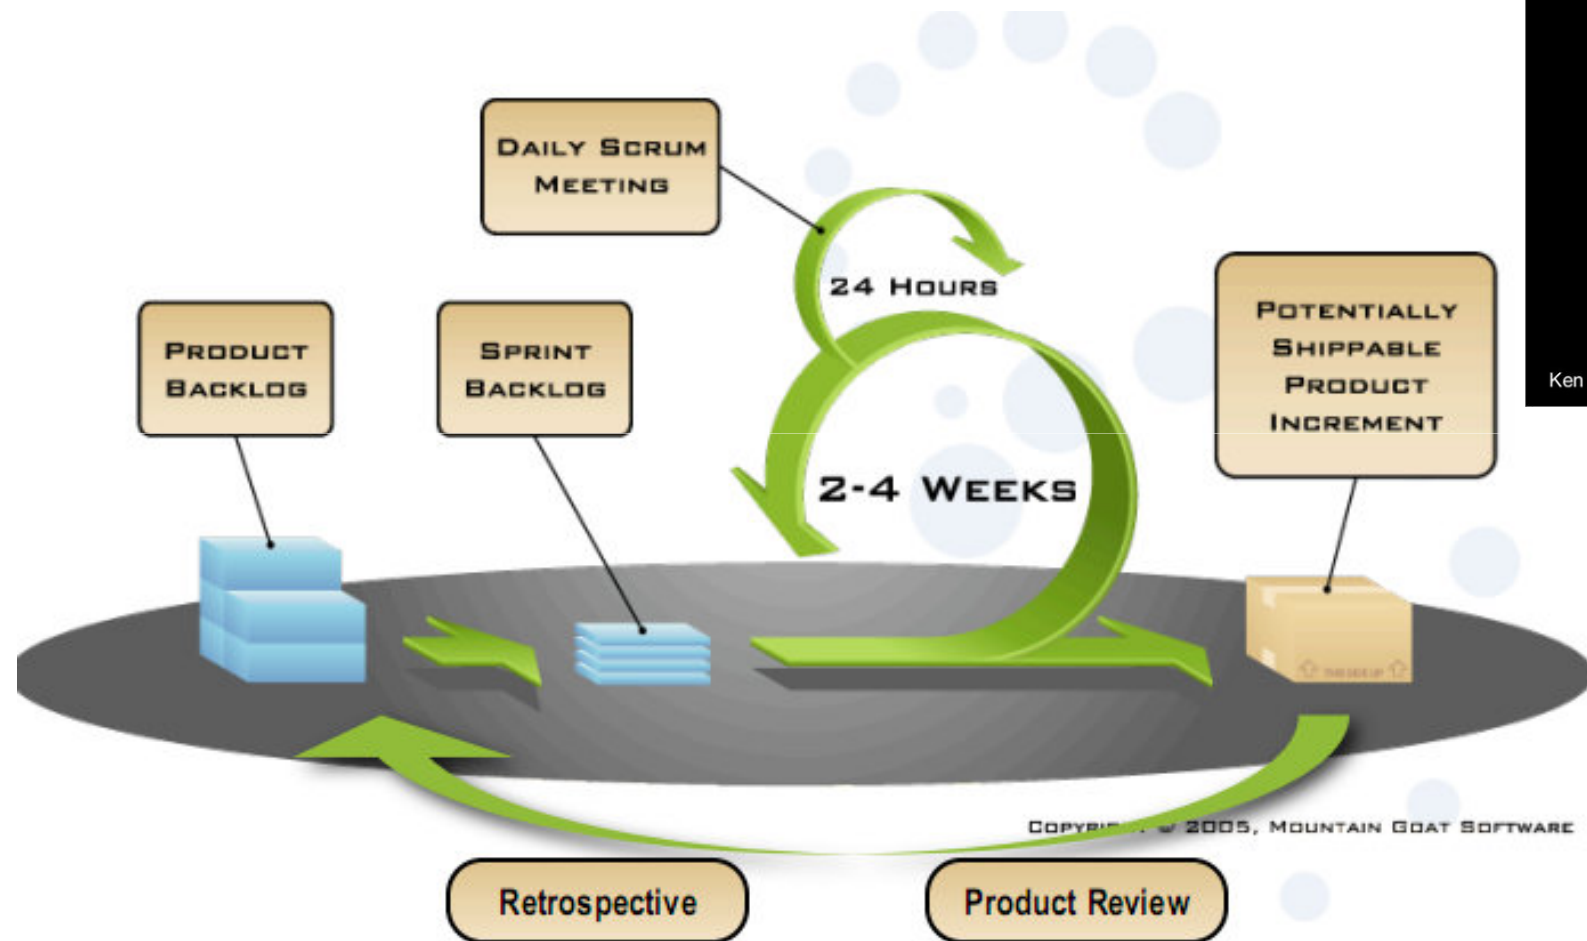 DAILY SCRUM
MEETING
24 HOURS
PRODUCT
BACKLOG
SPRINT
BACKLOG
POTENTIALLY
SHIPPABLE
PRODUCT
INCREMENT
Ken
2-4 WEEKS
COPYRIGHT © 2005, MOUNTAIN GOAT SOFTWARE
Retrospective
Product Review